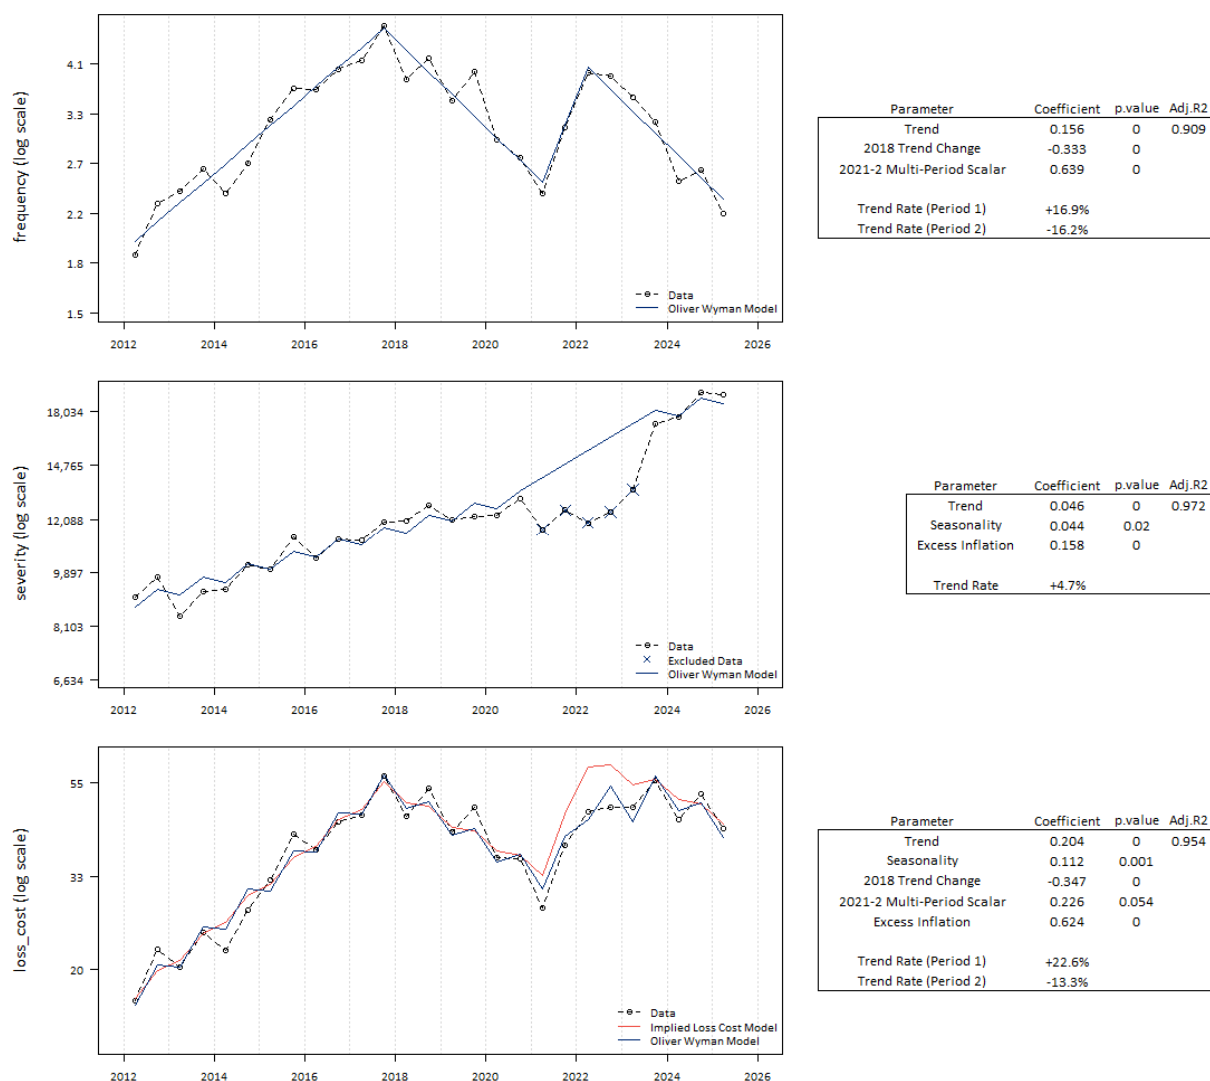 frequency (log scale)
4.1
3.3
2.7
2.2
1.8
1.5
Data
Oliver Wyman Model
2012 2014 2016 2018 2020 2022 2024 2026
Parameter Coefficient p.value Adj.R2
Trend 0.156 0 0.909
2018 Trend Change -0.333 0
2021-2 Multi-Period Scalar 0.639 0
Trend Rate (Period 1) +16.9%
Trend Rate (Period 2) -16.2%
severity (log scale)
18,034
14,765
12,088
9,897
8,103
6,634
Data
Excluded Data
Oliver Wyman Model
2012 2014 2016 2018 2020 2022 2024 2026
Parameter Coefficient p.value Adj.R2
Trend 0.046 0 0.972
Seasonality 0.044 0.02
Excess Inflation 0.158 0
Trend Rate +4.7%
loss_cost (log scale)
55
33
20
Data
Implied Loss Cost Model
Oliver Wyman Model
2012 2014 2016 2018 2020 2022 2024 2026
Parameter Coefficient p.value Adj.R2
Trend 0.204 0 0.954
Seasonality 0.112 0.001
2018 Trend Change -0.347 0
2021-2 Multi-Period Scalar 0.226 0.054
Excess Inflation 0.624 0
Trend Rate (Period 1) +22.6%
Trend Rate (Period 2) -13.3%